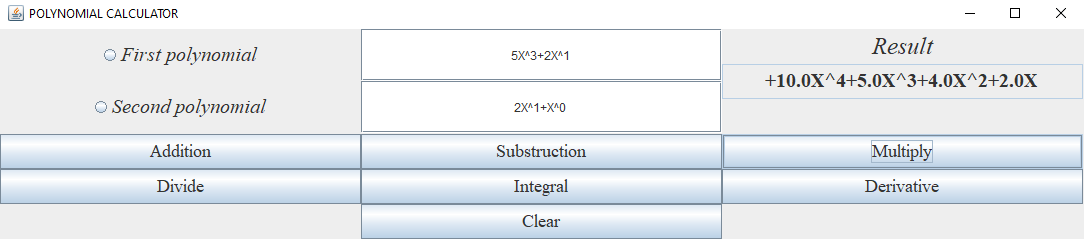 POLYNOMIAL CALCULATOR
First polynomial
5X^3+2X^1
Result
+10.0X^4+5.0X^3+4.0X^2+2.0X
Second polynomial
2X^1+X^0
Addition
Substruction
Multiply
Divide
Integral
Derivative
Clear